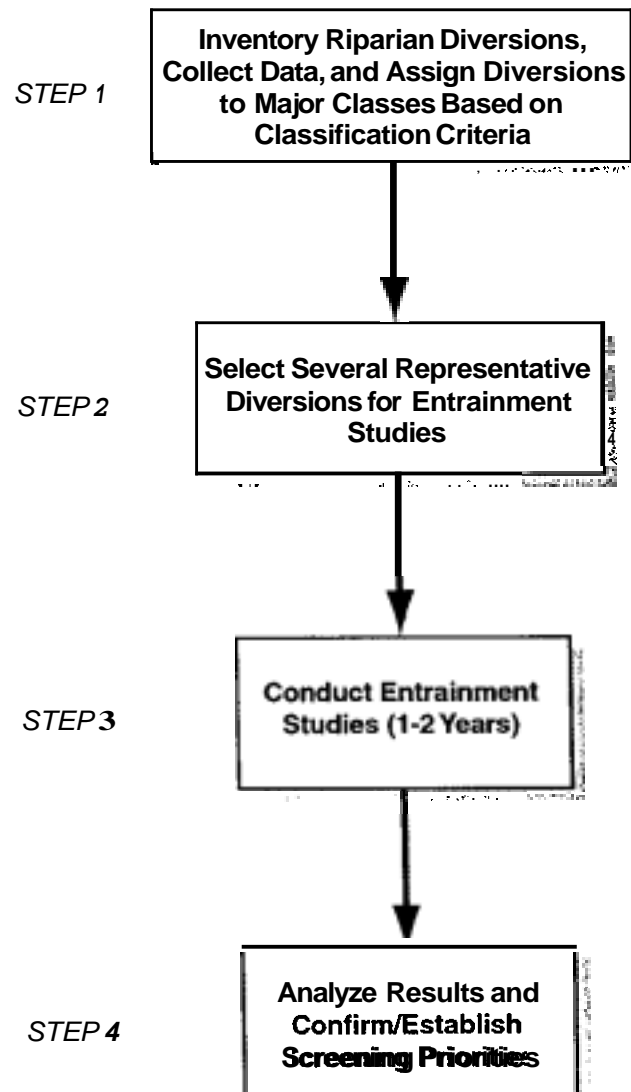 STEP 1
Inventory Riparian Diversions,
Collect Data, and Assign Diversions
to Major Classes Based on
Classification Criteria
STEP 2
Select Several Representative
Diversions for Entrainment
Studies
STEP 3
Conduct Entrainment
Studies (1-2 Years)
STEP 4
Analyze Results and
Confirm/Establish
Screening Priorities